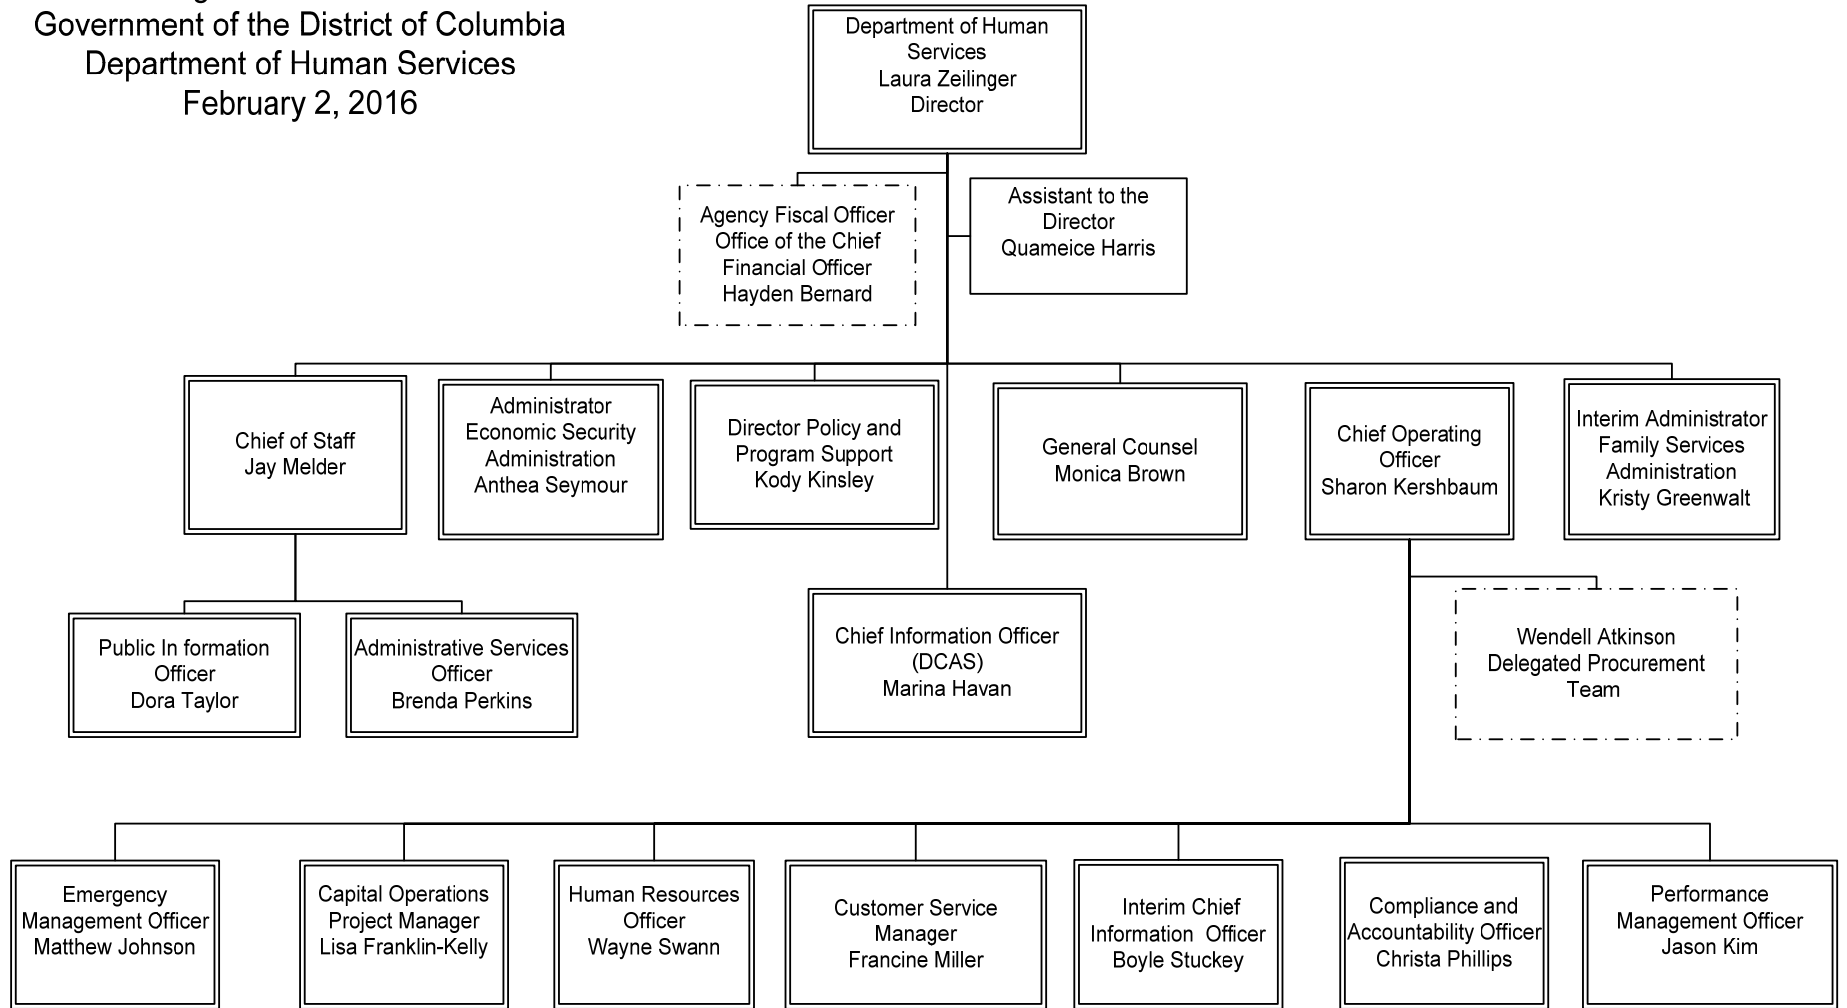 Government of the District of Columbia
Department of Human Services
February 2, 2016
Department of Human
Services
Laura Zeilinger
Director
Agency Fiscal Officer
Office of the Chief
Financial Officer
Hayden Bernard
Assistant to the
Director
Quameice Harris
Chief of Staff
Jay Melder
Administrator
Economic Security
Administration
Anthea Seymour
Director Policy and
Program Support
Kody Kinsley
General Counsel
Monica Brown
Chief Operating
Officer
Sharon Kershbaum
Interim Administrator
Family Services
Administration
Kristy Greenwalt
Public In formation
Officer
Dora Taylor
Administrative Services
Officer
Brenda Perkins
Chief Information Officer
(DCAS)
Marina Havan
Wendell Atkinson
Delegated Procurement
Team
Emergency
Management Officer
Matthew Johnson
Capital Operations
Project Manager
Lisa Franklin-Kelly
Human Resources
Officer
Wayne Swann
Customer Service
Manager
Francine Miller
Interim Chief
Information  Officer
Boyle Stuckey
Compliance and
Accountability Officer
Christa Phillips
Performance
Management Officer
Jason Kim